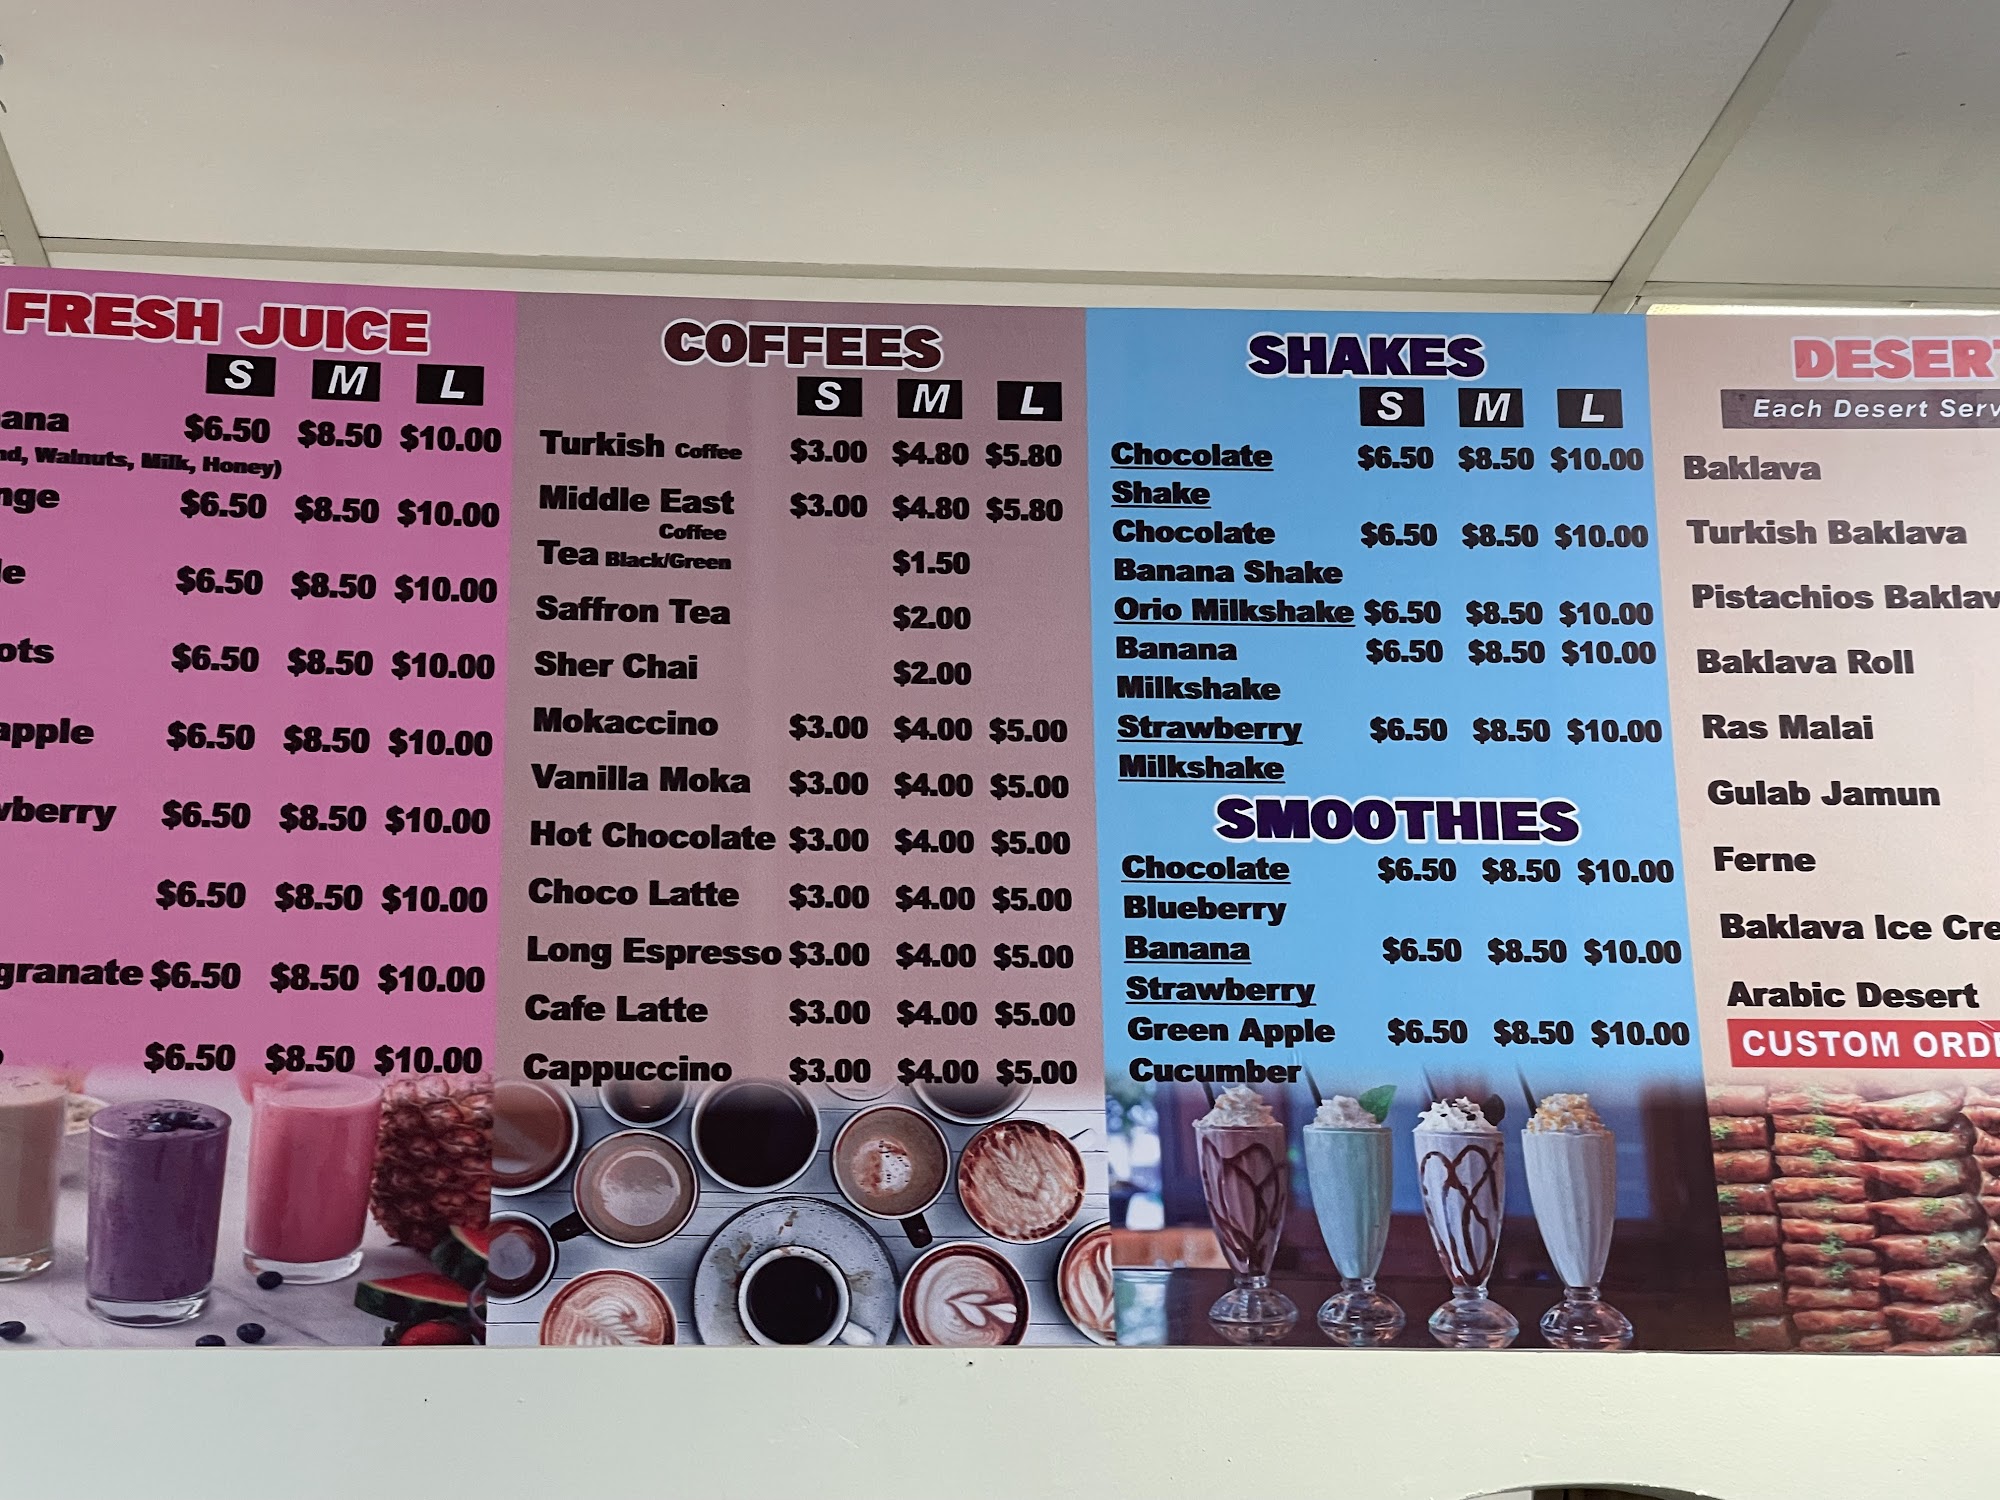 FRESH JUICE
S M L
$6.50 $8.50 $10.00
Walnuts, Milk, Honey)
$6.50 $8.50 $10.00
$6.50 $8.50 $10.00
$6.50 $8.50 $10.00
$6.50 $8.50 $10.00
$6.50 $8.50 $10.00
$6.50 $8.50 $10.00
$6.50 $8.50 $10.00
$6.50 $8.50 $10.00
COFFEES
S M L
Turkish Coffee $3.00 $4.80 $5.80
Middle East $3.00 $4.80 $5.80
Coffee
Tea Black/Green $1.50
Saffron Tea $2.00
Sher Chai $2.00
Mokaccino $3.00 $4.00 $5.00
Vanilla Moka $3.00 $4.00 $5.00
Hot Chocolate $3.00 $4.00 $5.00
Choco Latte $3.00 $4.00 $5.00
Long Espresso $3.00 $4.00 $5.00
Cafe Latte $3.00 $4.00 $5.00
Cappuccino $3.00 $4.00 $5.00
SHAKES
S M L
Chocolate $6.50 $8.50 $10.00
Shake
Chocolate $6.50 $8.50 $10.00
Banana Shake
Orio Milkshake $6.50 $8.50 $10.00
Banana $6.50 $8.50 $10.00
Milkshake
Strawberry $6.50 $8.50 $10.00
Milkshake
SMOOTHIES
Chocolate $6.50 $8.50 $10.00
Blueberry
Banana $6.50 $8.50 $10.00
Strawberry
Green Apple $6.50 $8.50 $10.00
Cucumber
DESERT
Each Desert Serv
Baklava
Turkish Baklava
Pistachios Baklav
Baklava Roll
Ras Malai
Gulab Jamun
Ferne
Baklava Ice Cre
Arabic Desert
CUSTOM ORD